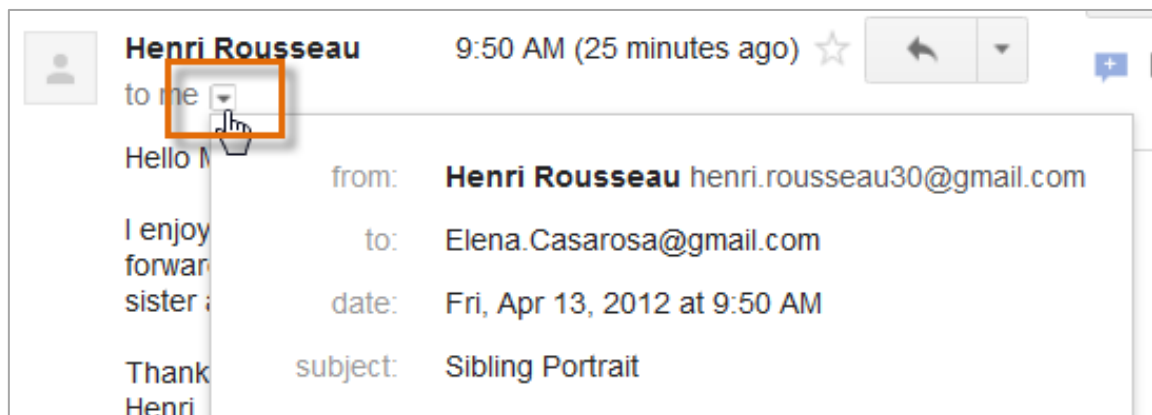 Henri Rousseau 9:50 AM (25 minutes ago)
to me
Hello
from: Henri Rousseau henri.rousseau30@gmail.com
I enjoy
to: Elena.Casarosa@gmail.com
forward
sister
date: Fri, Apr 13, 2012 at 9:50 AM
Thank
subject: Sibling Portrait
Henri